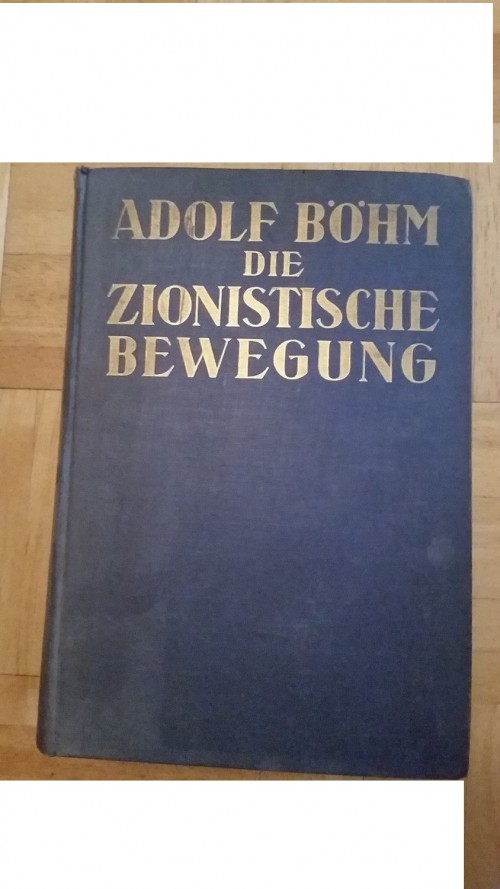 ADOLF BÖHM
DIE
ZIONISTISCHE
BEWEGUNG